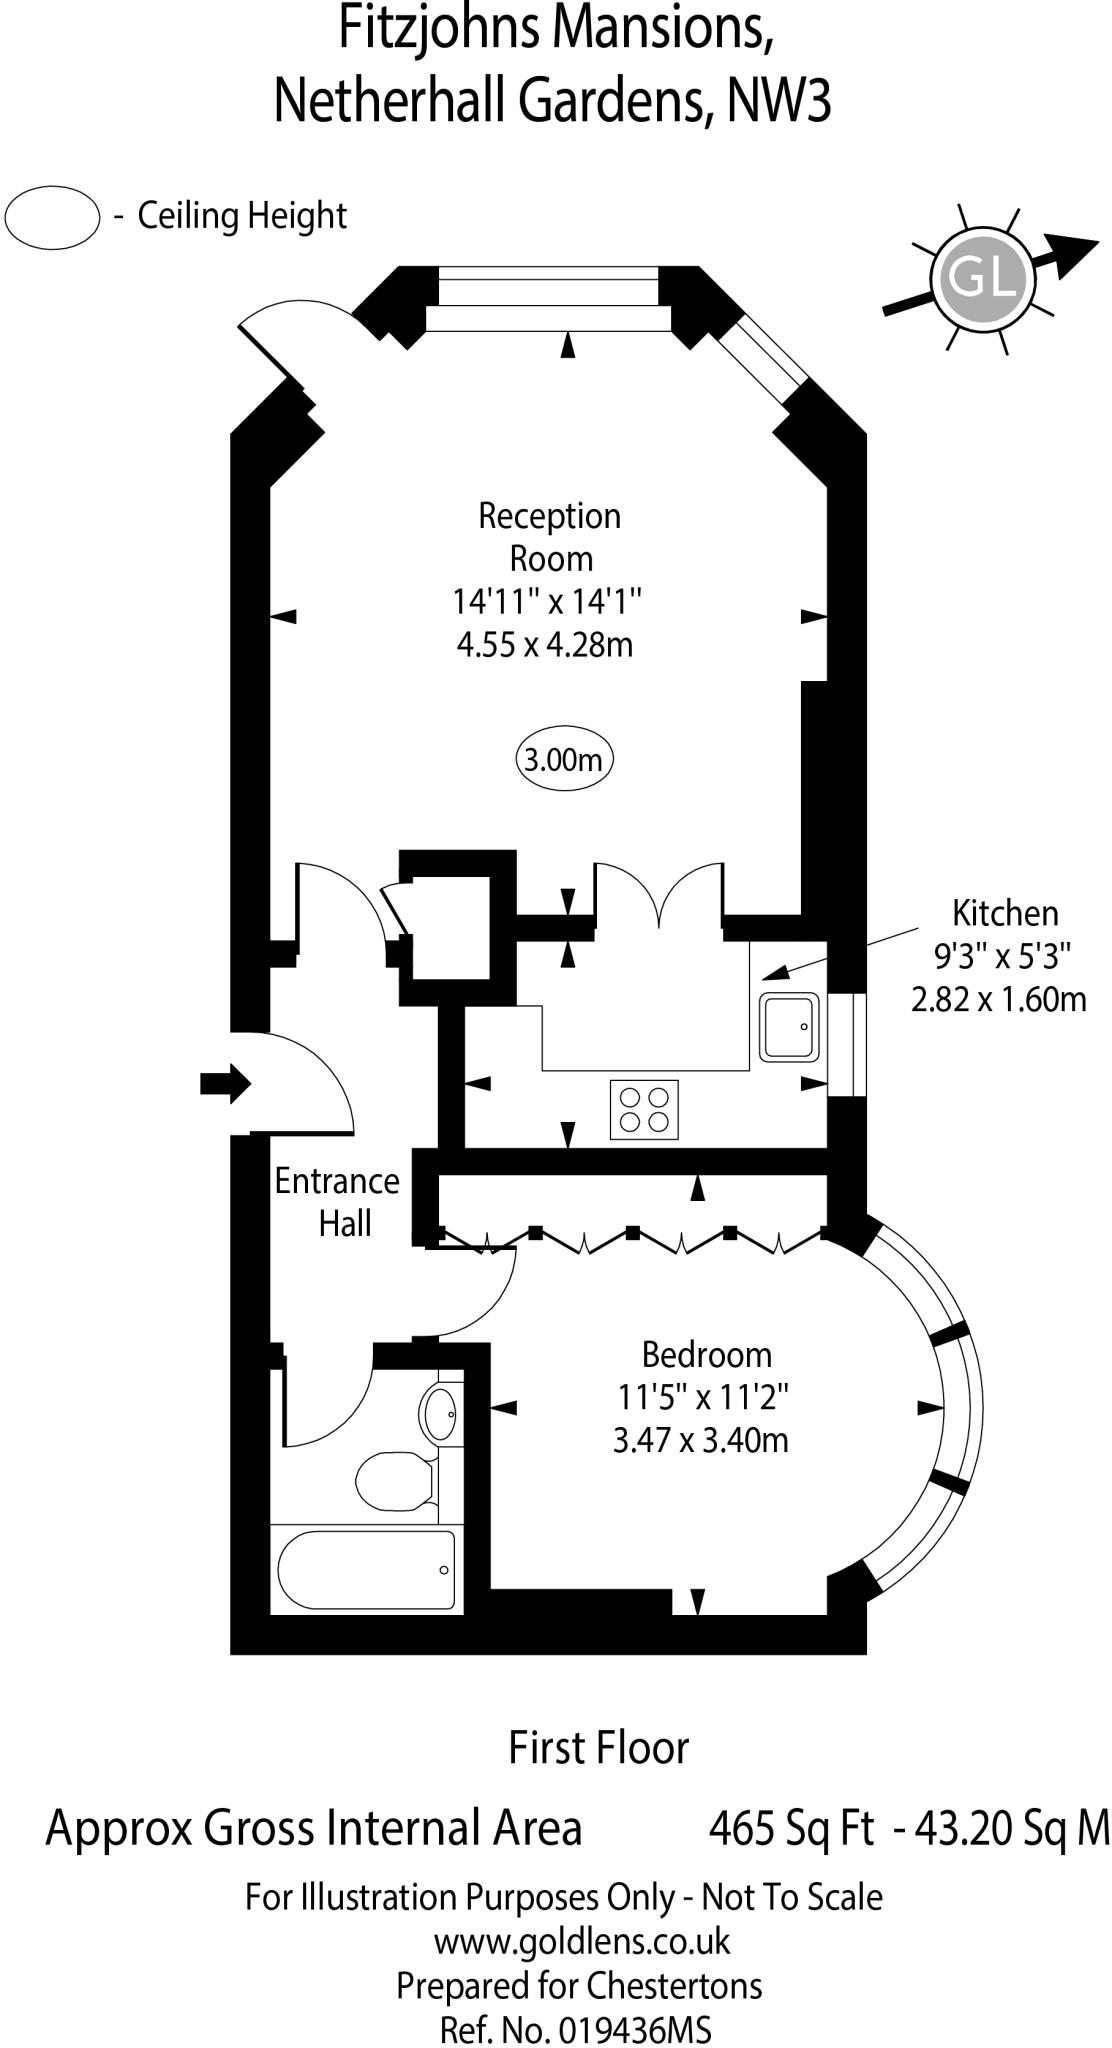 Fitzjohns Mansions,
Netherhall Gardens, NW3
- Ceiling Height
GL
Reception
Room
14'11" x 14'1"
4.55 x 4.28m
3.00m
Kitchen
9'3" x 5'3"
2.82 x 1.60m
Entrance
Hall
Bedroom
11'5" x 11'2"
3.47 x 3.40m
First Floor
Approx Gross Internal Area 465 Sq Ft - 43.20 Sq M
For Illustration Purposes Only - Not To Scale
www.goldlens.co.uk
Prepared for Chestertons
Ref. No. 019436MS